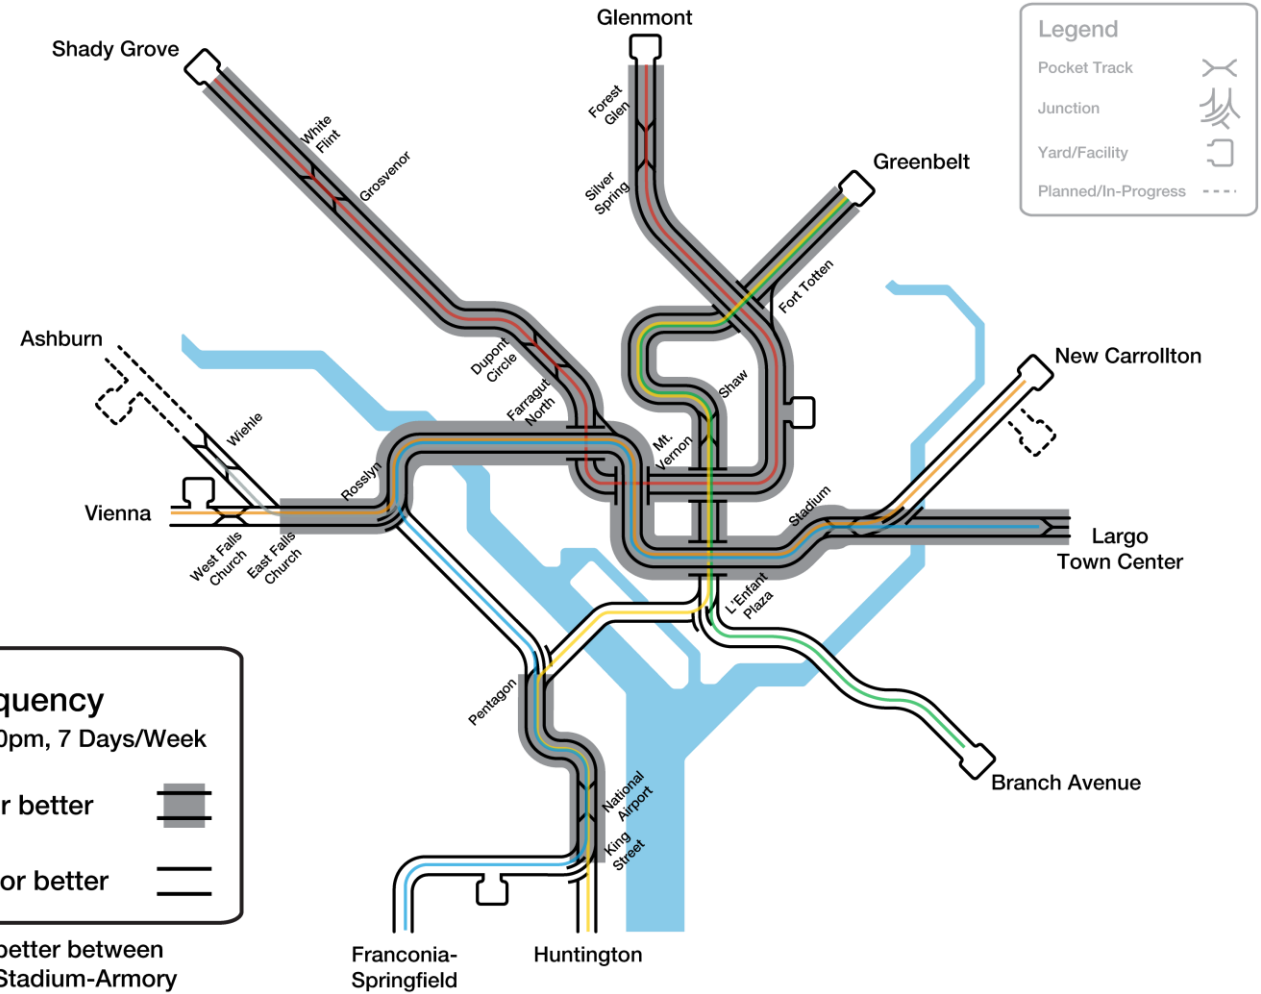 Glenmont
Shady Grove
Legend
Pocket Track
Junction
Yard/Facility
Planned/In-Progress
Forest
Glen
White
Flint
Grosvenor
Silver
Spring
Greenbelt
Fort Totten
Ashburn
Dupont
Circle
Farragut
North
Shaw
New Carrollton
Wiehle
Mt.
Vernon
Rosslyn
Stadium
Vienna
West Falls
Church
East Falls
Church
Largo
Town Center
L'Enfant
Plaza
Pentagon
quency
0pm, 7 Days/Week
r better
or better
National
Airport
King
Street
Branch Avenue
better between
Stadium-Armory
Franconia-
Springfield
Huntington